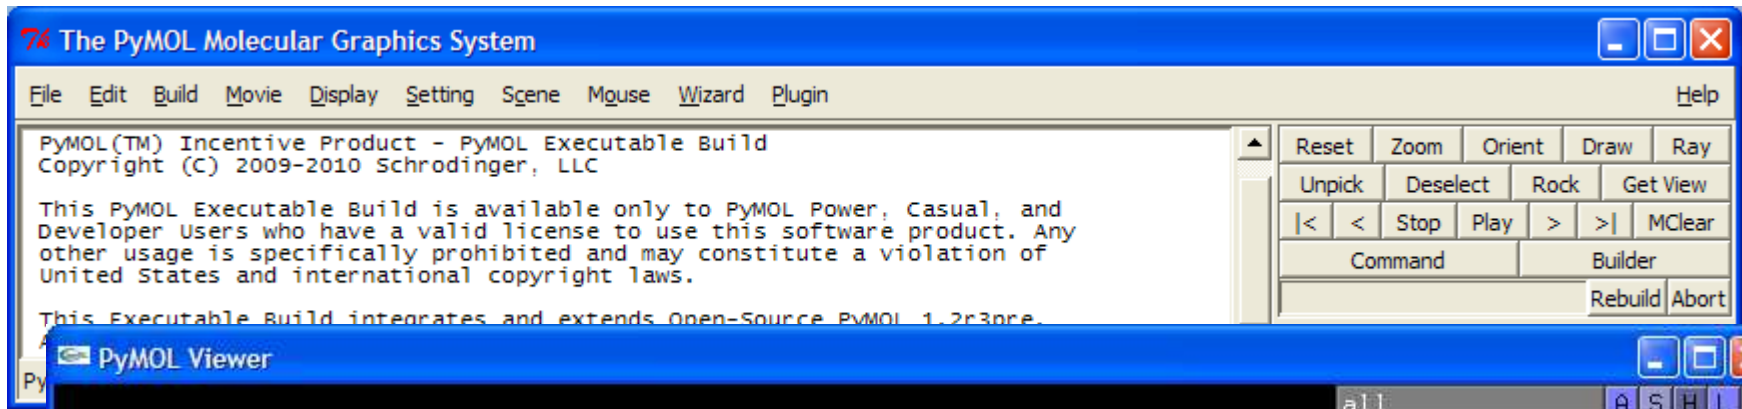 The PyMOL Molecular Graphics System
File Edit Build Movie Display Setting Scene Mouse Wizard Plugin Help
PyMOL(TM) Incentive Product - PyMOL Executable Build
Copyright (C) 2009-2010 Schrodinger, LLC
This PyMOL Executable Build is available only to PyMOL Power, Casual, and
Developer Users who have a valid license to use this software product. Any
other usage is specifically prohibited and may constitute a violation of
United States and international copyright laws.
This Executable Build integrates and extends Open-Source PyMOL 1.2r3pre.
Reset Zoom Orient Draw Ray
Unpick Deselect Rock Get View
|< < Stop Play > >| MClear
Command Builder
Rebuild Abort
PyMOL Viewer
Py
all A S H L